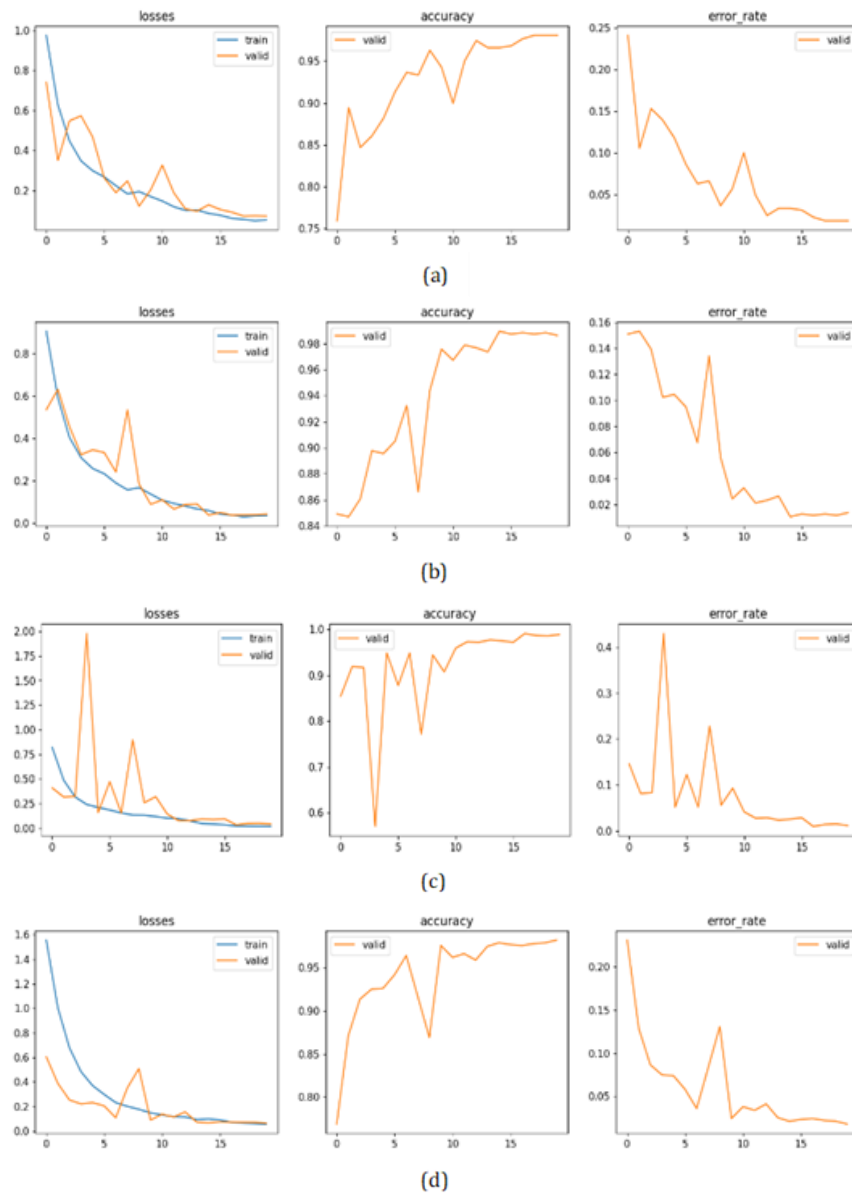 losses
accuracy
error_rate
train
valid
valid
valid
1.0
0.8
0.6
0.4
0.2
0 5 10 15
0.95
0.90
0.85
0.80
0.75
0 5 10 15
0.25
0.20
0.15
0.10
0.05
0 5 10 15
(a)
losses
accuracy
error_rate
train
valid
valid
valid
0.8
0.6
0.4
0.2
0.0
0 5 10 15
0.98
0.96
0.94
0.92
0.90
0.88
0.86
0.84
0 5 10 15
0.16
0.14
0.12
0.10
0.08
0.06
0.04
0.02
0 5 10 15
(b)
losses
accuracy
error_rate
train
valid
valid
valid
2.00
1.75
1.50
1.25
1.00
0.75
0.50
0.25
0.00
0 5 10 15
1.0
0.9
0.8
0.7
0.6
0 5 10 15
0.4
0.3
0.2
0.1
0.0
0 5 10 15
(c)
losses
accuracy
error_rate
train
valid
valid
valid
1.6
1.4
1.2
1.0
0.8
0.6
0.4
0.2
0.0
0 5 10 15
0.95
0.90
0.85
0.80
0 5 10 15
0.20
0.15
0.10
0.05
0 5 10 15
(d)